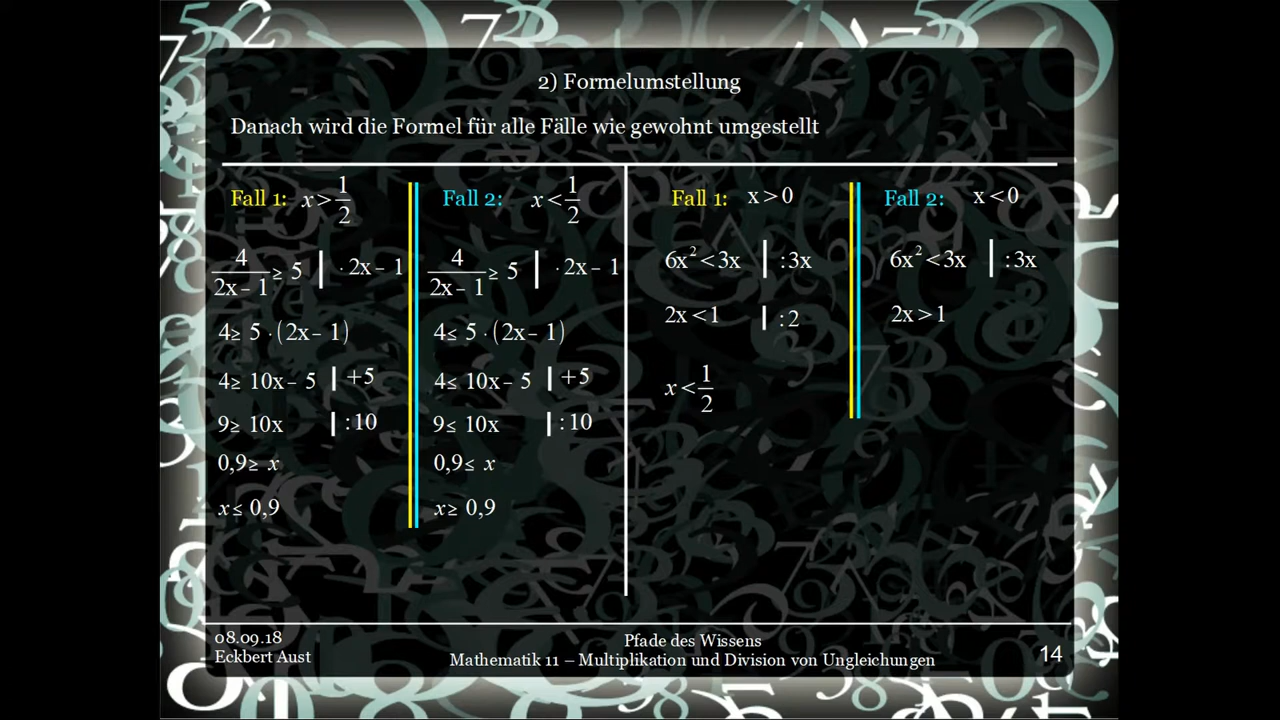 2) Formelumstellung
Danach wird die Formel für alle Fälle wie gewohnt umgestellt
Fall 1: x > 1/2
4/(2x – 1) ≥ 5 | · 2x – 1
4 ≥ 5 · (2x – 1)
4 ≥ 10x – 5 | +5
9 ≥ 10x | : 10
0,9 ≥ x
x ≤ 0,9
Fall 2: x < 1/2
4/(2x – 1) ≥ 5 | · 2x – 1
4 ≤ 5 · (2x – 1)
4 ≤ 10x – 5 | +5
9 ≤ 10x | : 10
0,9 ≤ x
x ≥ 0,9
Fall 1: x > 0
6x² < 3x | : 3x
2x < 1 | : 2
x < 1/2
Fall 2: x < 0
6x² < 3x | : 3x
2x > 1
08.09.18
Eckbert Aust
Pfade des Wissens
Mathematik 11 – Multiplikation und Division von Ungleichungen
14